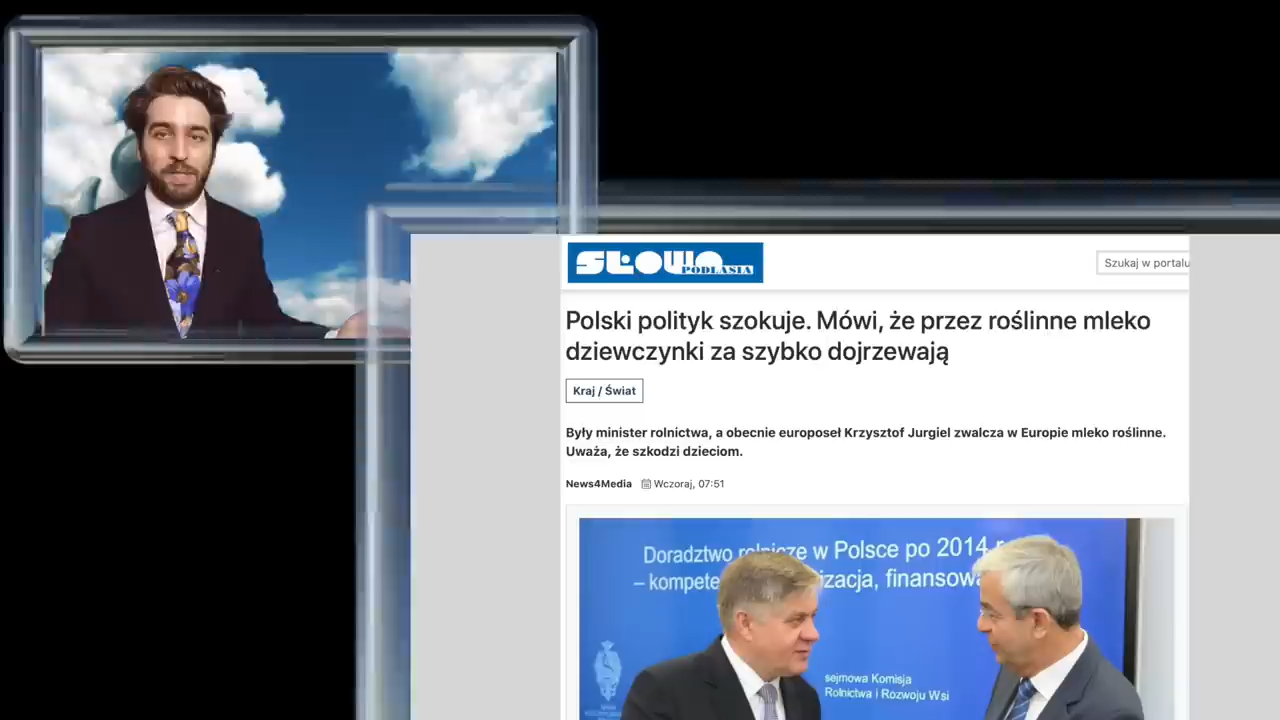 SŁOWO
PODLASIA
Szukaj w portalu
Polski polityk szokuje. Mówi, że przez roślinne mleko
dziewczynki za szybko dojrzewają
Kraj / Świat
Były minister rolnictwa, a obecnie europoseł Krzysztof Jurgiel zwalcza w Europie mleko roślinne.
Uważa, że szkodzi dzieciom.
News4Media Wczoraj, 07:51
Doradztwo rolnicze w Polsce po 2014 r
– kompete izacja, finansowa
sejmowa Komisja
Rolnictwa i Rozwoju Wsi